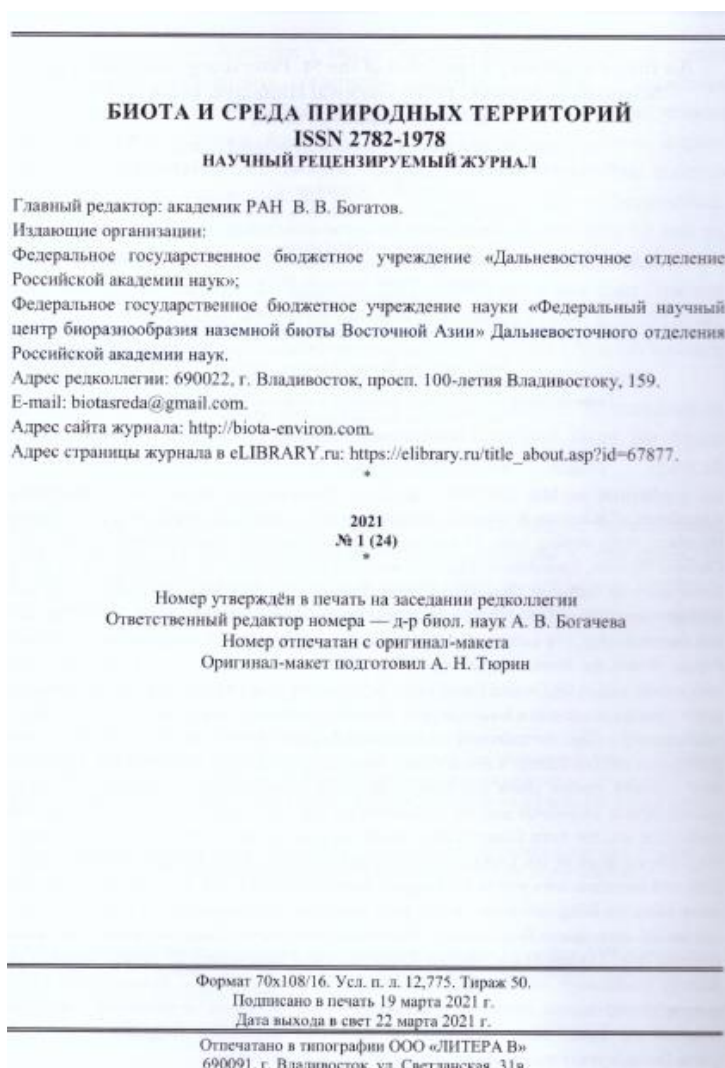 БИОТА И СРЕДА ПРИРОДНЫХ ТЕРРИТОРИЙ
ISSN 2782-1978
НАУЧНЫЙ РЕЦЕНЗИРУЕМЫЙ ЖУРНАЛ
Главный редактор: академик РАН В. В. Богатов.
Издающие организации:
Федеральное государственное бюджетное учреждение «Дальневосточное отделение
Российской академии наук»;
Федеральное государственное бюджетное учреждение науки «Федеральный научный
центр биоразнообразия наземной биоты Восточной Азии» Дальневосточного отделения
Российской академии наук.
Адрес редколлегии: 690022, г. Владивосток, просп. 100-летия Владивостоку, 159.
E-mail: biotasreda@gmail.com.
Адрес сайта журнала: http://biota-environ.com.
Адрес страницы журнала в eLIBRARY.ru: https://elibrary.ru/title_about.asp?id=67877.
*
2021
№ 1 (24)
*
Номер утверждён в печать на заседании редколлегии
Ответственный редактор номера — д-р биол. наук А. В. Богачева
Номер отпечатан с оригинал-макета
Оригинал-макет подготовил А. Н. Тюрин
Формат 70х108/16. Усл. п. л. 12,775. Тираж 50.
Подписано в печать 19 марта 2021 г.
Дата выхода в свет 22 марта 2021 г.
Отпечатано в типографии ООО «ЛИТЕРА В»
690091, г. Владивосток, ул. Светланская, 31в